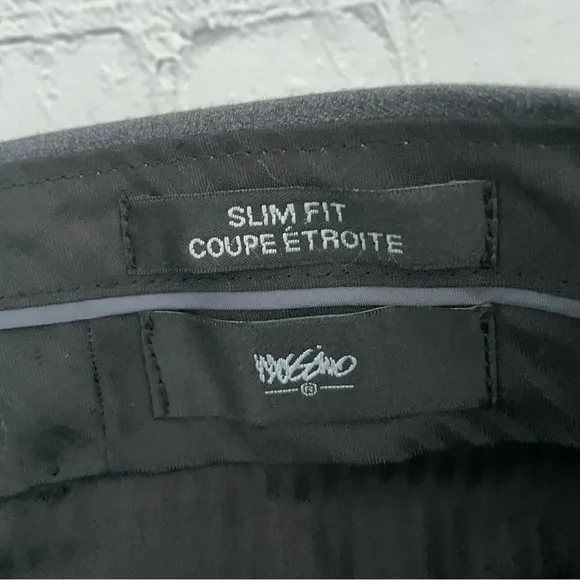 SLIM FIT
COUPE ÉTROITE
mossimo
®